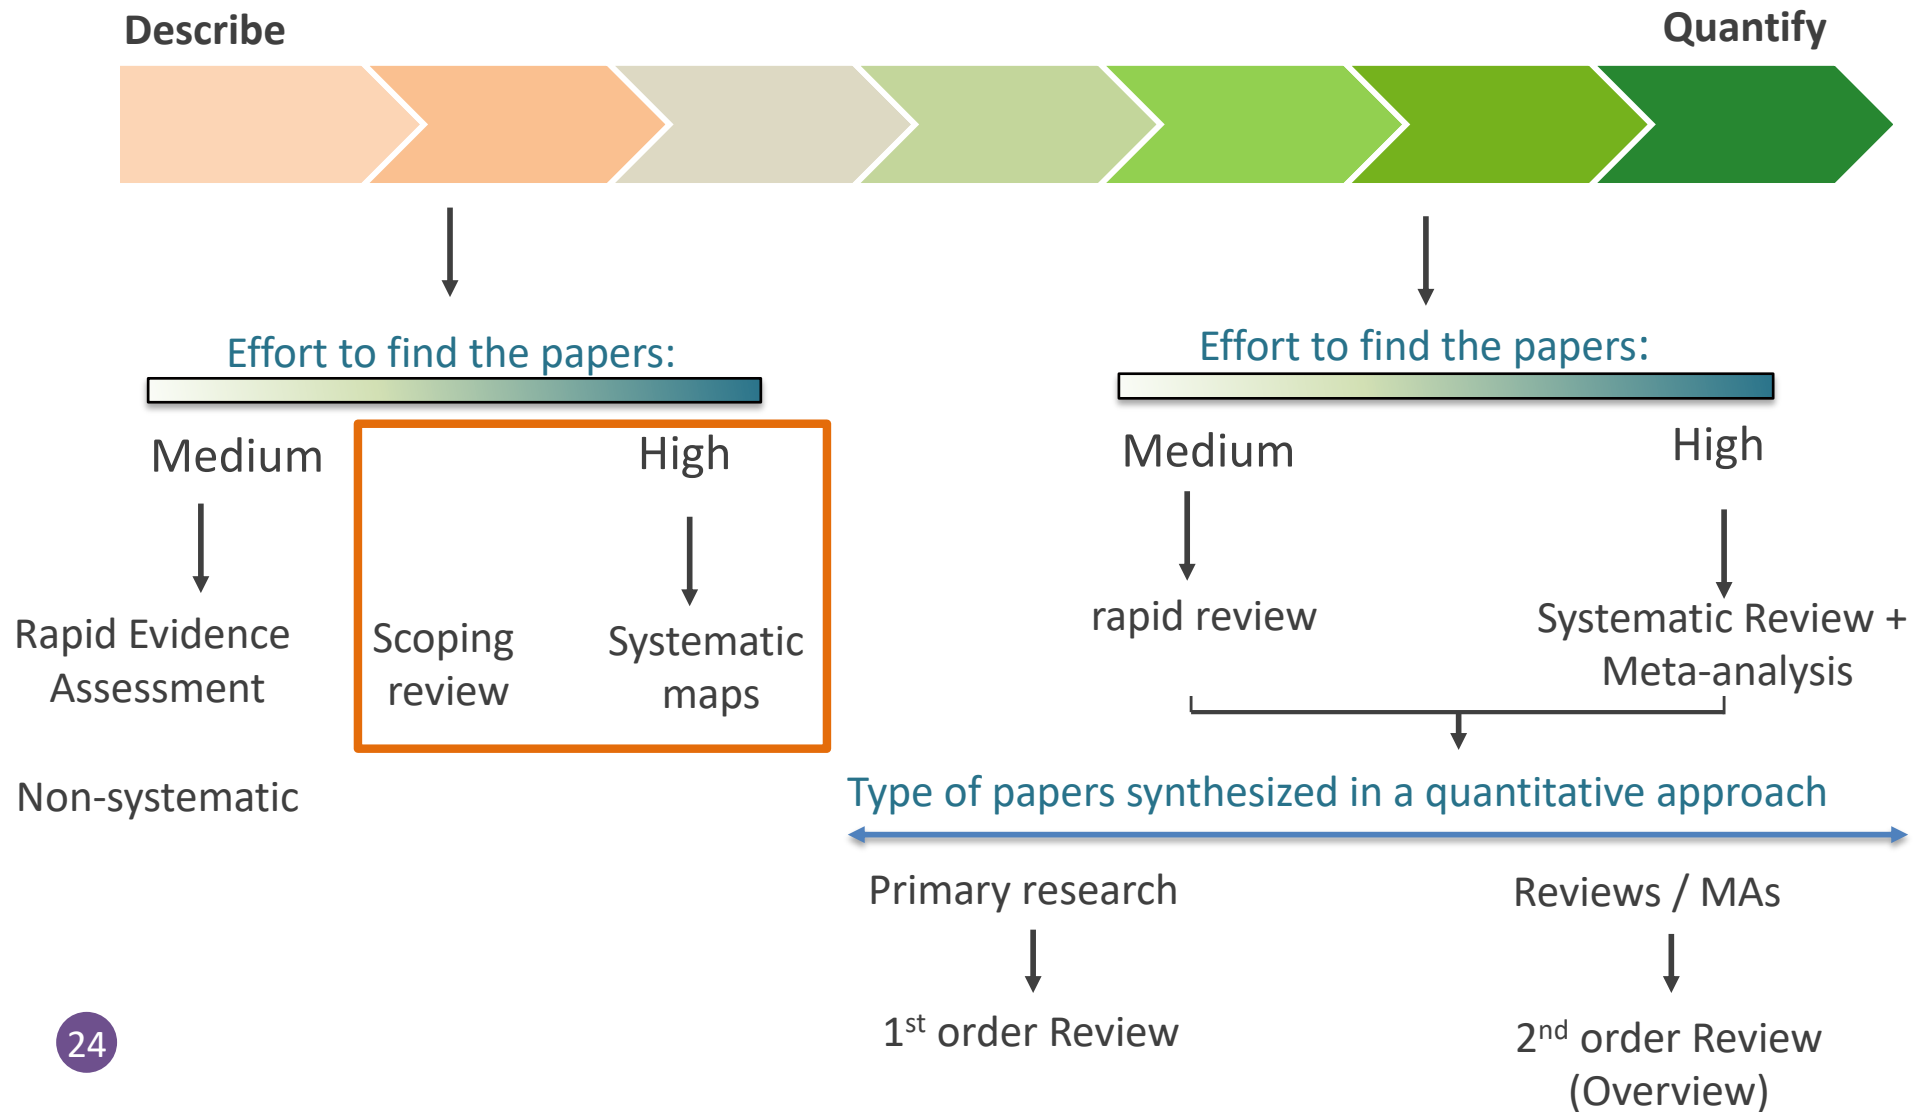 Describe
Quantify
Effort to find the papers:
Medium
High
Rapid Evidence
Assessment
Scoping
review
Systematic
maps
Non-systematic
Effort to find the papers:
Medium
High
rapid review
Systematic Review +
Meta-analysis
Type of papers synthesized in a quantitative approach
Primary research
Reviews / MAs
1st order Review
2nd order Review
(Overview)
24